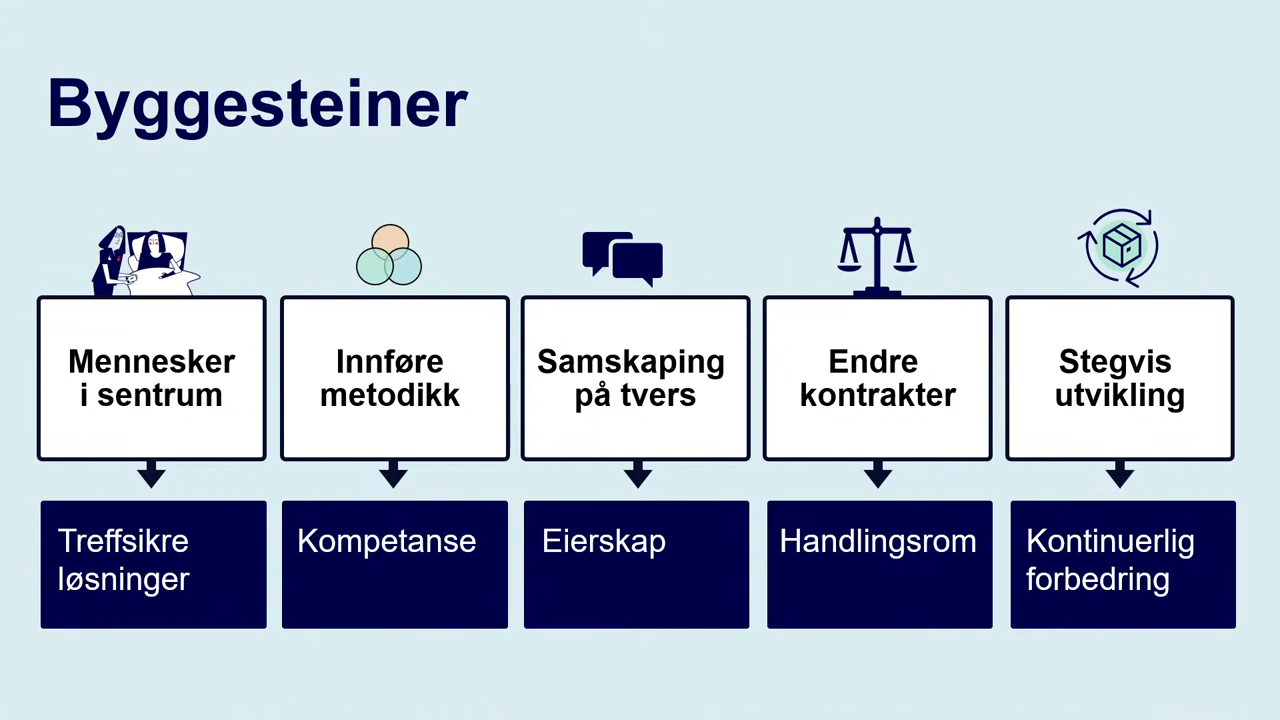 Byggesteiner
Mennesker
i sentrum
Innføre
metodikk
Samskaping
på tvers
Endre
kontrakter
Stegvis
utvikling
Treffsikre
løsninger
Kompetanse
Eierskap
Handlingsrom
Kontinuerlig
forbedring